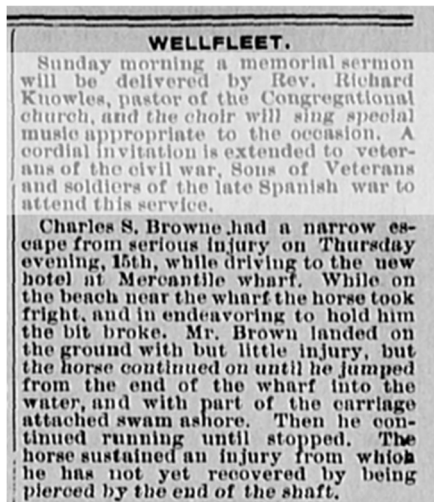 WELLFLEET.
Sunday morning a memorial sermon
will be delivered by Rev. Richard
Knowles, pastor of the Congregational
church, and the choir will sing special
music appropriate to the occasion. A
cordial invitation is extended to veter-
ans of the civil war, Sons of Veterans
and soldiers of the late Spanish war to
attend this service.
Charles S. Browne had a narrow es-
cape from serious injury on Thursday
evening, 15th, while driving to the new
hotel at Mercantile wharf. While on
the beach near the wharf the horse took
fright, and in endeavoring to hold him
the bit broke. Mr. Brown landed on
the ground with but little injury, but
the horse continued on until he jumped
from the end of the wharf into the
water, and with part of the carriage
attached swam ashore. Then he con-
tinued running until stopped. The
horse sustained an injury from which
he has not yet recovered by being
pierced by the end of the shaft.